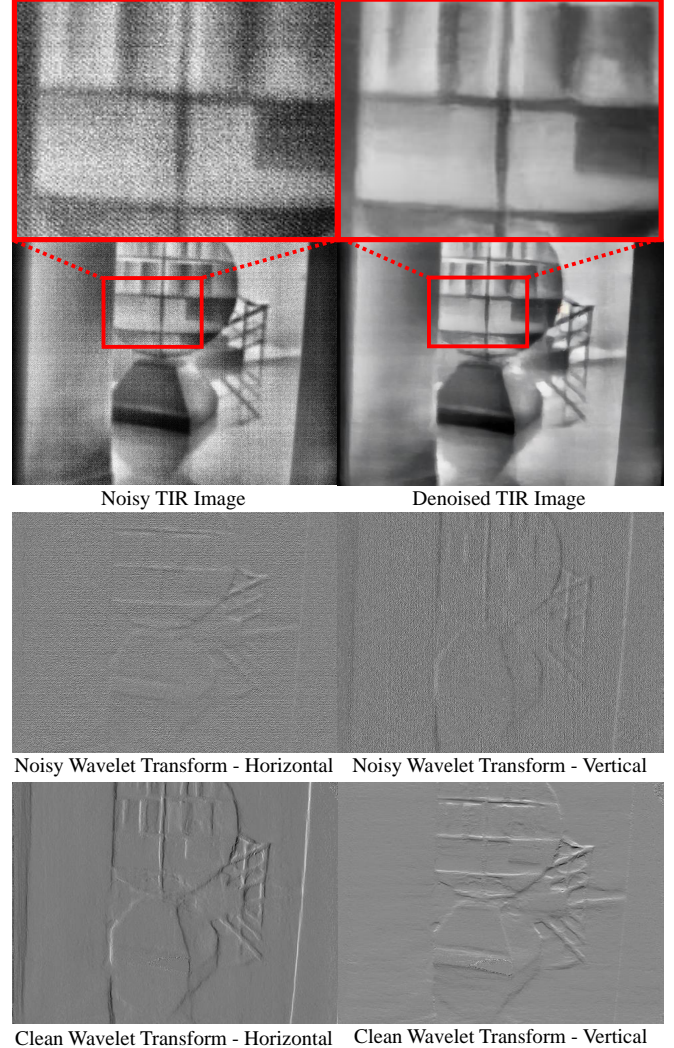 Noisy TIR Image
Denoised TIR Image
Noisy Wavelet Transform - Horizontal
Noisy Wavelet Transform - Vertical
Clean Wavelet Transform - Horizontal
Clean Wavelet Transform - Vertical